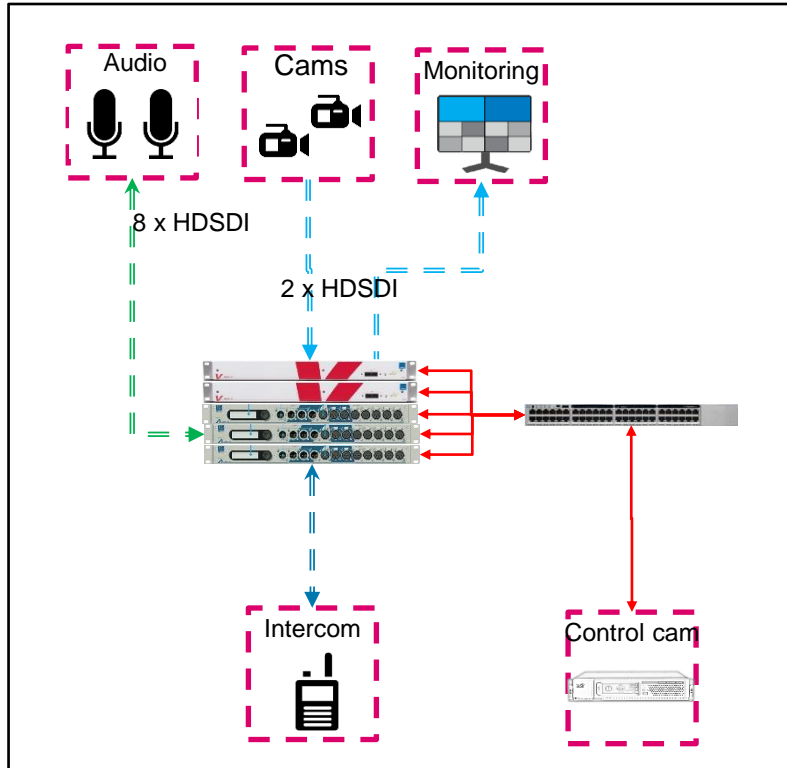 Audio
Cams
Monitoring
8 x HDSDI
2 x HDSDI
Intercom
Control cam